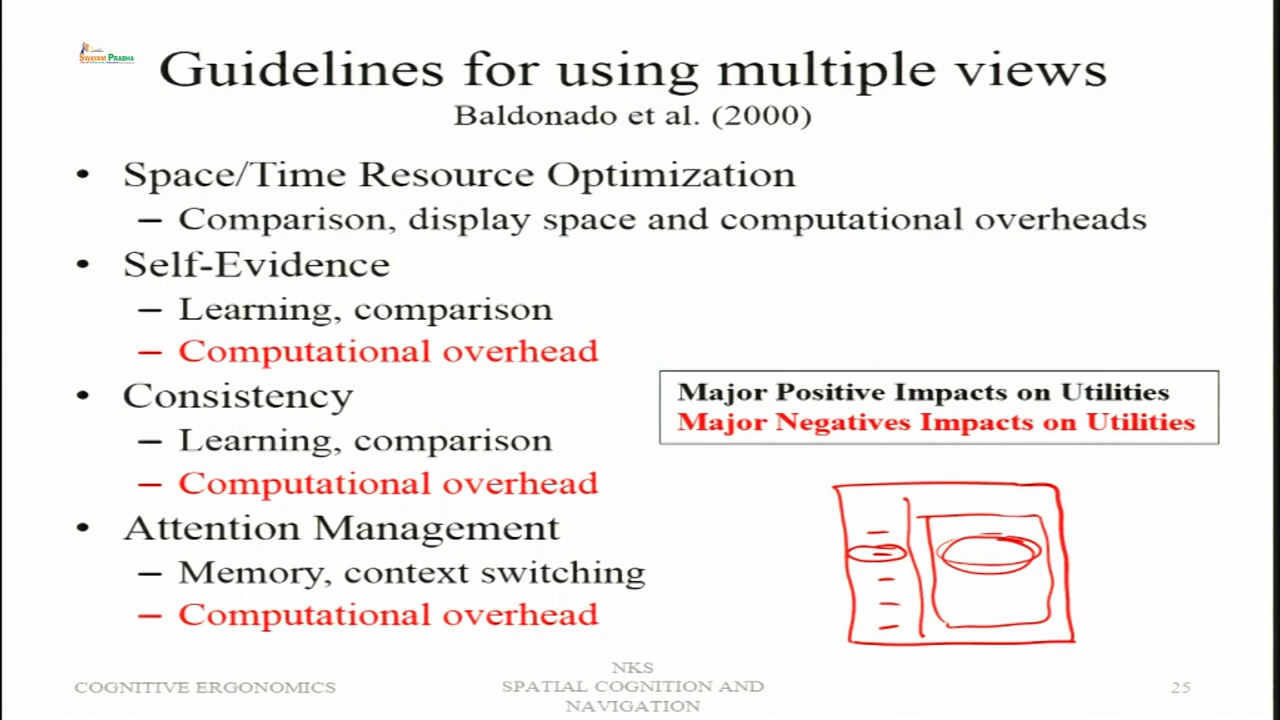 SWAYAM PRABHA
Guidelines for using multiple views
Baldonado et al. (2000)
• Space/Time Resource Optimization
– Comparison, display space and computational overheads
• Self-Evidence
– Learning, comparison
– Computational overhead
• Consistency
– Learning, comparison
– Computational overhead
• Attention Management
– Memory, context switching
– Computational overhead
Major Positive Impacts on Utilities
Major Negatives Impacts on Utilities
COGNITIVE ERGONOMICS
NKS
SPATIAL COGNITION AND
NAVIGATION
25